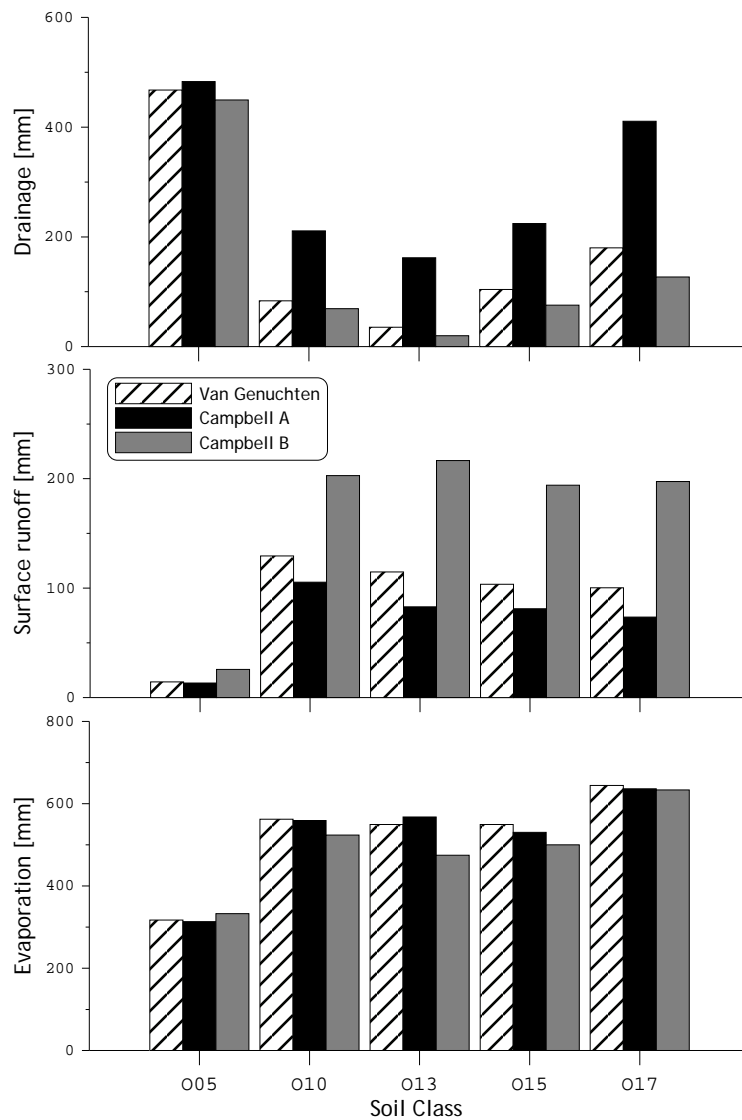 600
400
200
0
Drainage [mm]
300
200
100
0
Surface runoff [mm]
Van Genuchten
Campbell A
Campbell B
800
600
400
200
0
Evaporation [mm]
O05 O10 O13 O15 O17
Soil Class